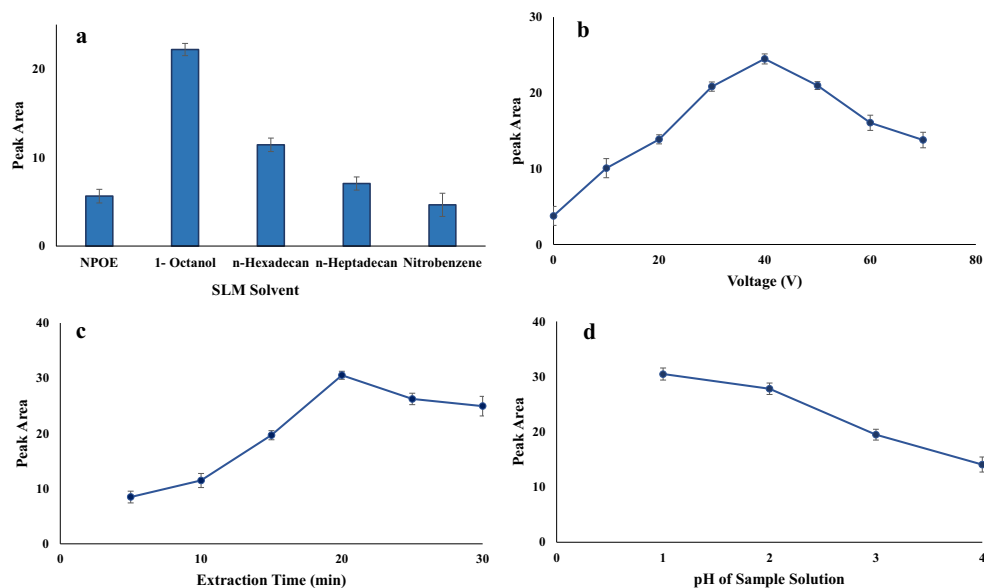 a
Peak Area
20
10
0
NPOE 1- Octanol n-Hexadecan n-Heptadecan Nitrobenzene
SLM Solvent
b
peak Area
30
20
10
0
0 20 40 60 80
Voltage (V)
c
Peak Area
40
30
20
10
0
0 10 20 30
Extraction Time (min)
d
Peak Area
40
30
20
10
0
0 1 2 3 4
pH of Sample Solution